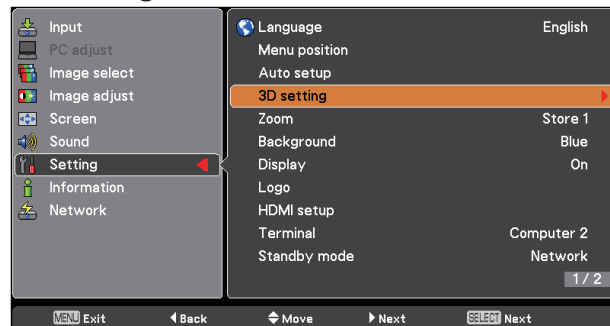 Input
PC adjust
Image select
Image adjust
Screen
Sound
Setting
Information
Network
Language English
Menu position
Auto setup
3D setting
Zoom Store 1
Background Blue
Display On
Logo
HDMI setup
Terminal Computer 2
Standby mode Network
1 / 2
MENU Exit Back Move Next SELECT Next